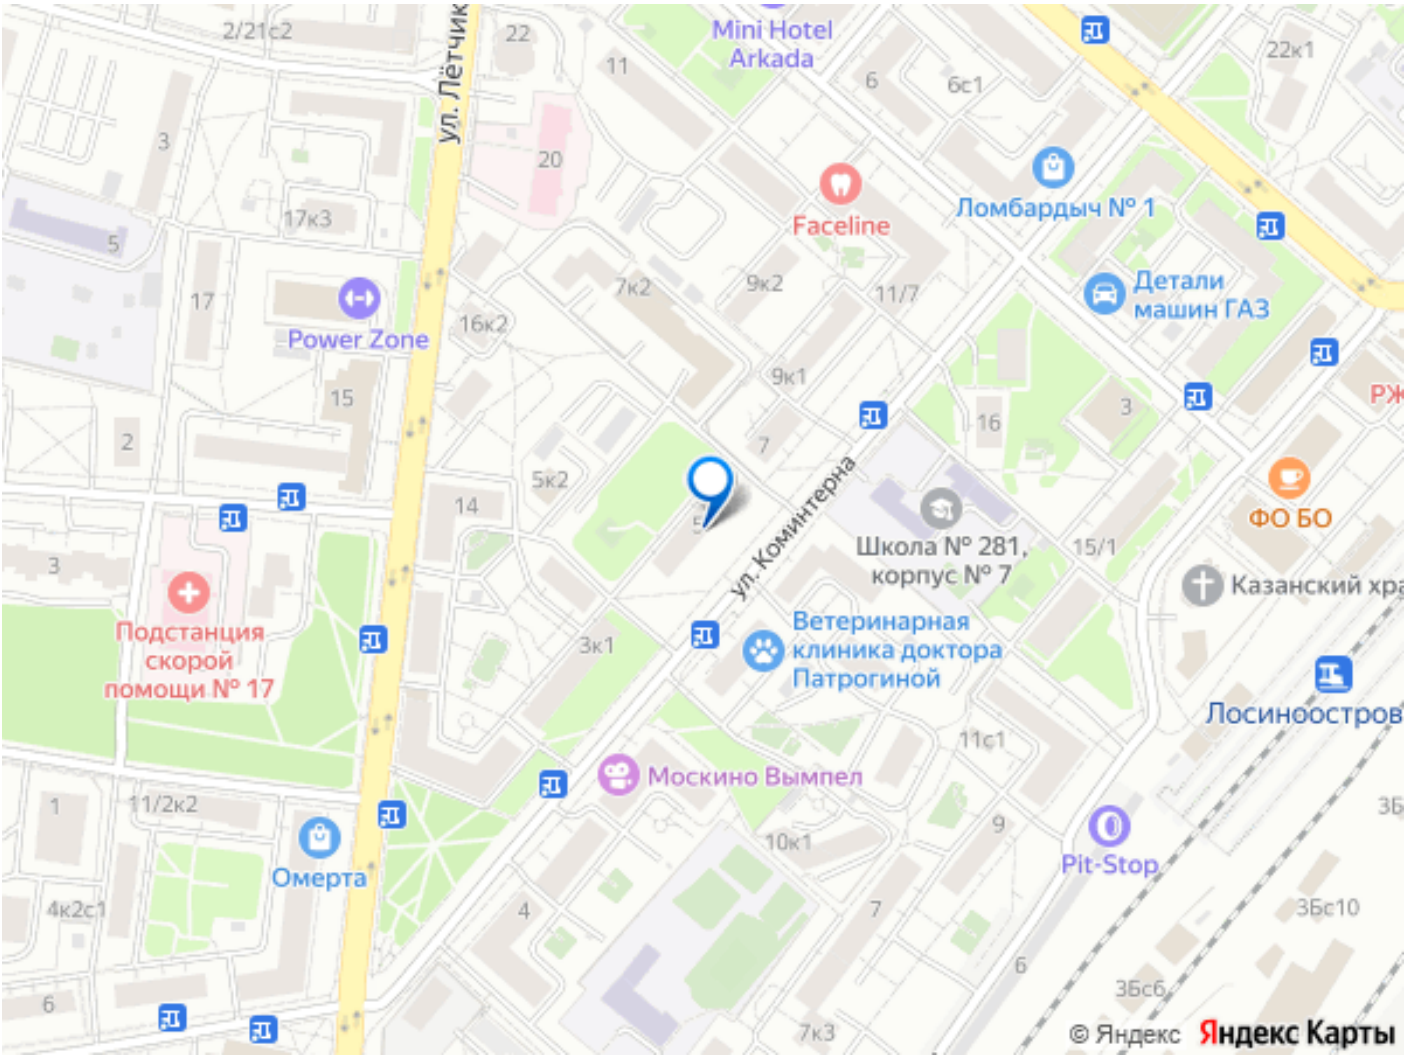 2/21с2
ул. Лётчик
22
11
Mini Hotel
Arkada
6
6с1
22к1
3
20
Faceline
Ломбардыч № 1
17к3
5
17
Power Zone
16к2
7к2
9к2
11/7
Детали
машин ГАЗ
15
9к1
16
3
РЖ
2
7
5к2
14
ул. Коминтерна
ФО БО
3
5
Школа № 281,
корпус № 7
15/1
Казанский хра
Подстанция
скорой
помощи № 17
3к1
Ветеринарная
клиника доктора
Патрогиной
Лосиноостров
11с1
Москино Вымпел
1
11/2к2
Омерта
10к1
9
Pit-Stop
3Б
4к2с1
4
7
3Бс10
6
6
3Бс6
7к3
© Яндекс Яндекс Карты